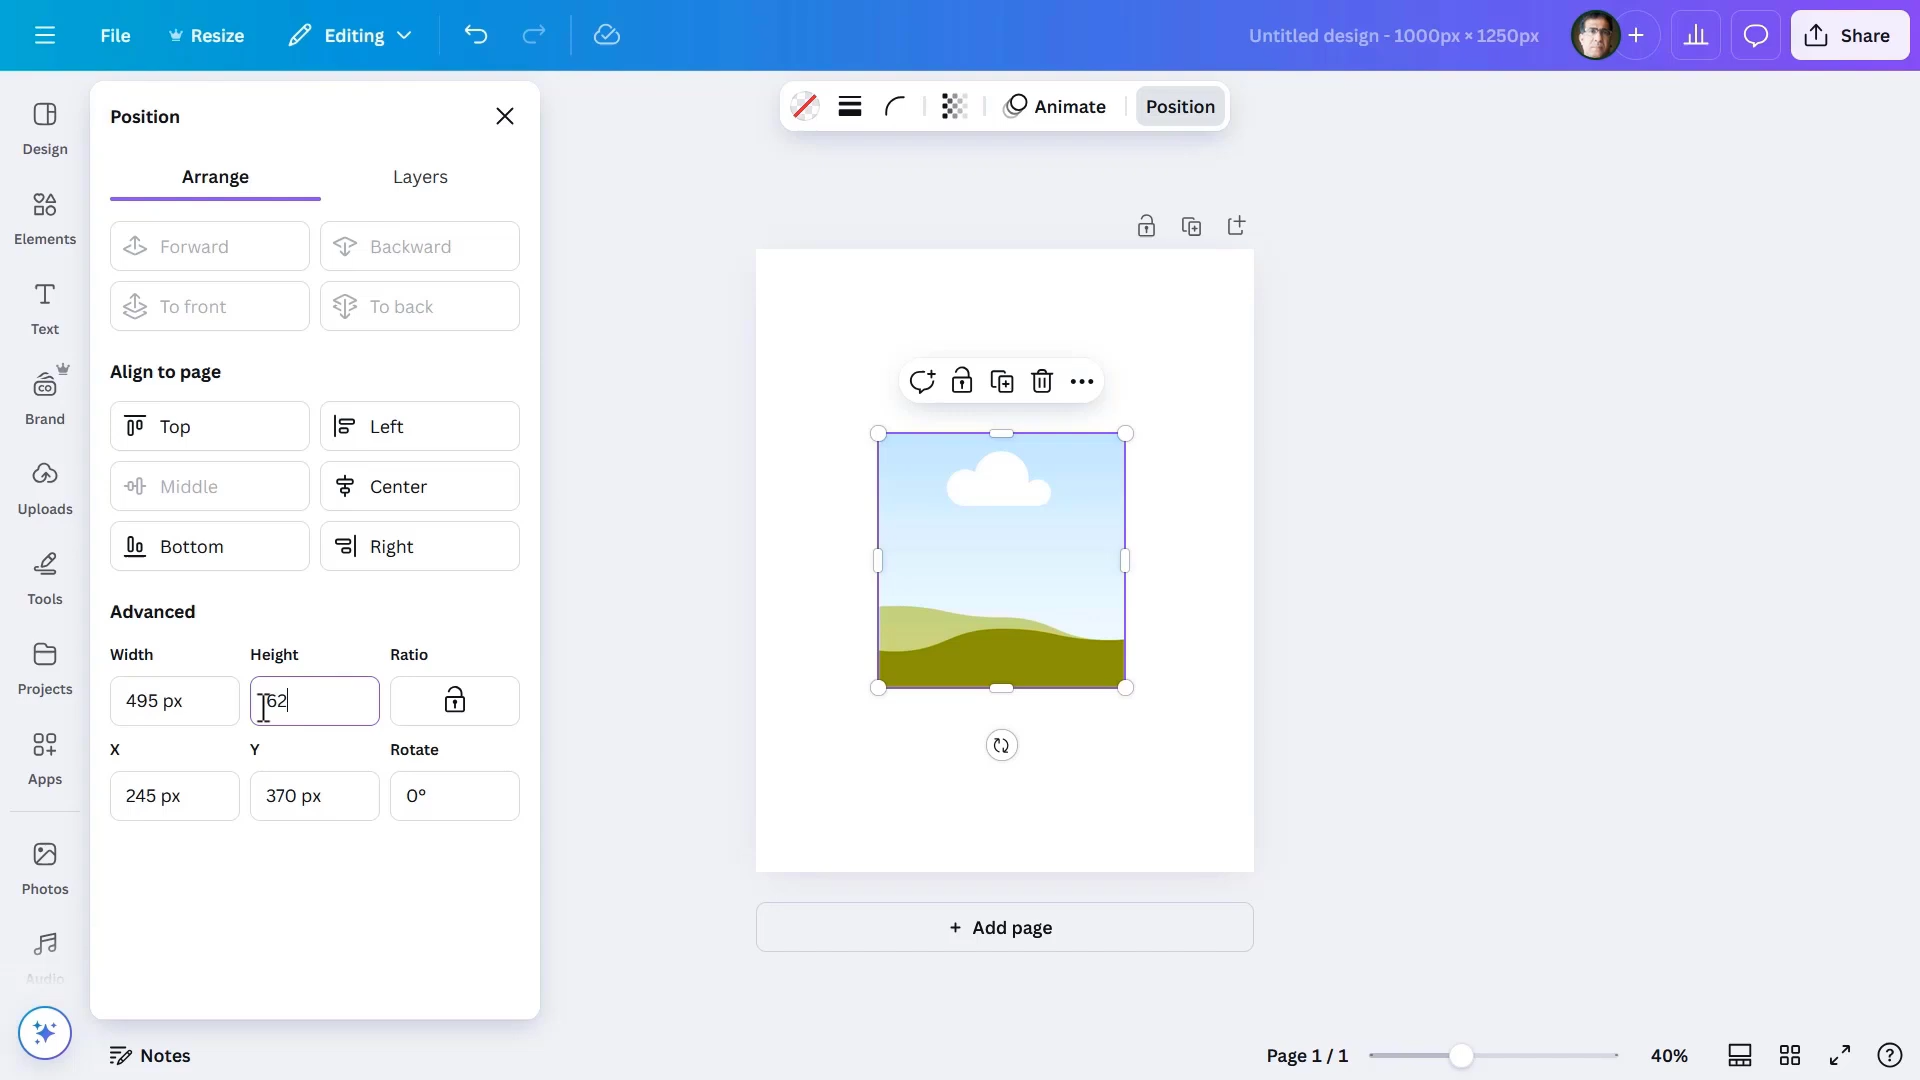 File
Resize
Editing
Untitled design - 1000px × 1250px
Share
Design
Elements
Text
Brand
CO
Uploads
Tools
Projects
Apps
Photos
Audio
Position
Arrange
Layers
Forward
Backward
To front
To back
Align to page
Top
Left
Middle
Center
Bottom
Right
Advanced
Width
Height
Ratio
495 px
62
X
Y
Rotate
245 px
370 px
0°
Animate
Position
+ Add page
Notes
Page 1 / 1
40%